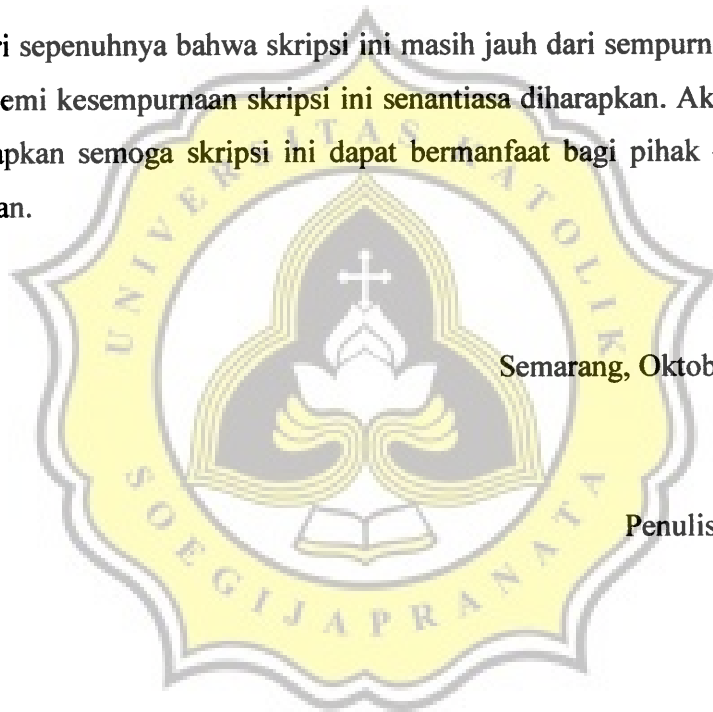 ri sepenuhnya bahwa skripsi ini masih jauh dari sempurn
emi kesempurnaan skripsi ini senantiasa diharapkan. Ak
apkan semoga skripsi ini dapat bermanfaat bagi pihak -
an.
UNIVERSITAS KATOLIK
Semarang, Oktob
Penulis
SOEGIJAPRANATA